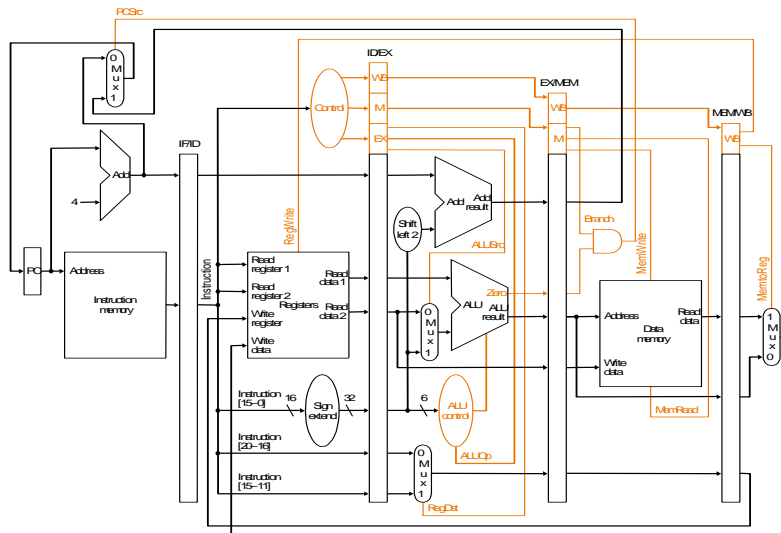 PCSrc
0
M
u
x
1
ID/EX
WB
EX/MEM
Control
M
WB
MEM/WB
EX
M
WB
IF/ID
Add
4
Add
Add
result
Shift
left 2
Branch
RegWrite
ALUSrc
MemWrite
MemtoReg
PC
Address
Instruction
memory
Instruction
Read
register 1
Read
data 1
Read
register 2
Registers
Read
data 2
Write
register
Write
data
0
M
u
x
1
Zero
ALU
ALU
result
Address
Read
data
Data
memory
Write
data
1
M
u
x
0
Instruction
[15–0]
16
Sign
extend
32
6
ALU
control
MemRead
Instruction
[20–16]
ALUOp
Instruction
[15–11]
0
M
u
x
1
RegDst